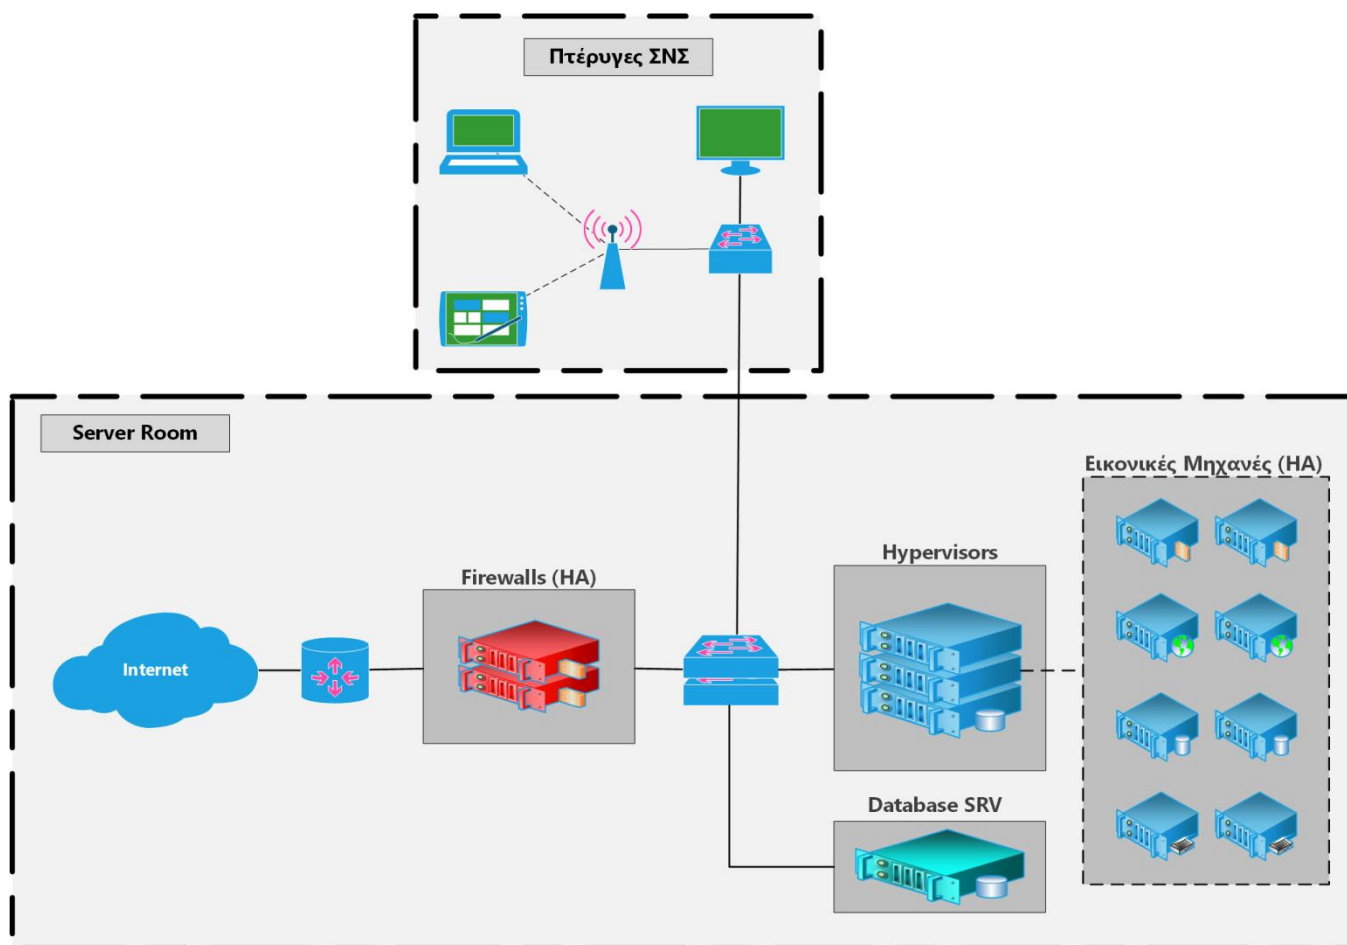 Πτέρυγες ΣΝΣ
Server Room
Εικονικές Μηχανές (HA)
Hypervisors
Firewalls (HA)
Internet
Database SRV